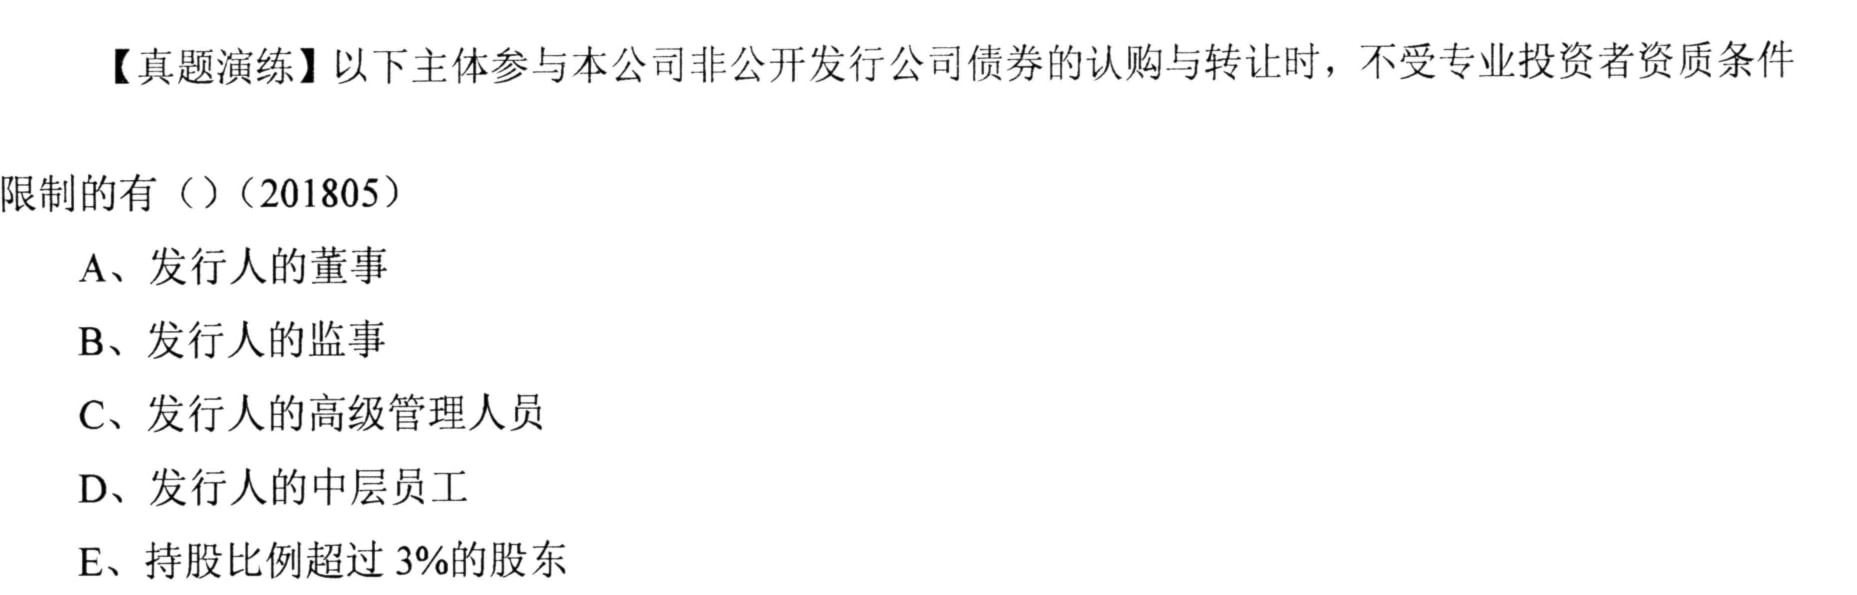 【真题演练】以下主体参与本公司非公开发行公司债券的认购与转让时，不受专业投资者资质条件
限制的有（）（201805）
A、发行人的董事
B、发行人的监事
C、发行人的高级管理人员
D、发行人的中层员工
E、持股比例超过 3%的股东